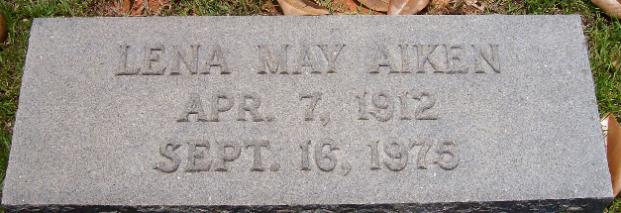 LENA MAY AIKEN
APR. 7, 1912
SEPT. 16, 1975